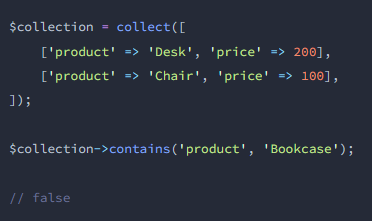 $collection = collect([
    ['product' => 'Desk', 'price' => 200],
    ['product' => 'Chair', 'price' => 100],
]);
$collection->contains('product', 'Bookcase');
// false